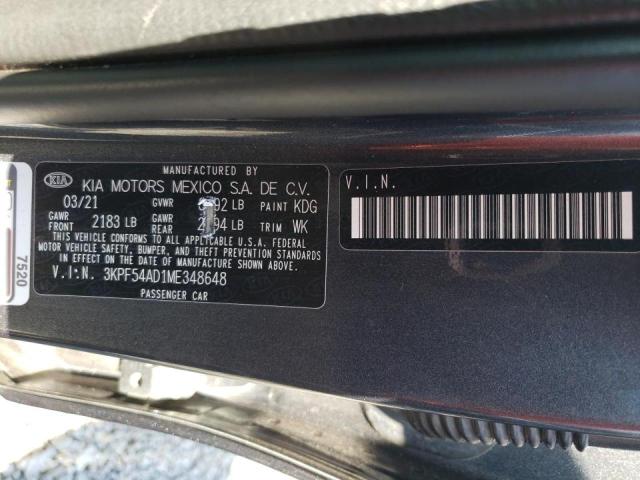 MANUFACTURED BY
KIA KIA MOTORS MEXICO S.A. DE C.V.
03/21 GVWR LB PAINT KDG
GAWR FRONT 2183 LB GAWR REAR LB TRIM WK
THIS VEHICLE CONFORMS TO ALL APPLICABLE U.S.A. FEDERAL
MOTOR VEHICLE SAFETY, BUMPER, AND THEFT PREVENTION STANDARDS
IN EFFECT ON THE DATE OF MANUFACTURE SHOWN ABOVE.
V.I.N. 3KPF54AD1ME348648
PASSENGER CAR
V.I.N.
7520